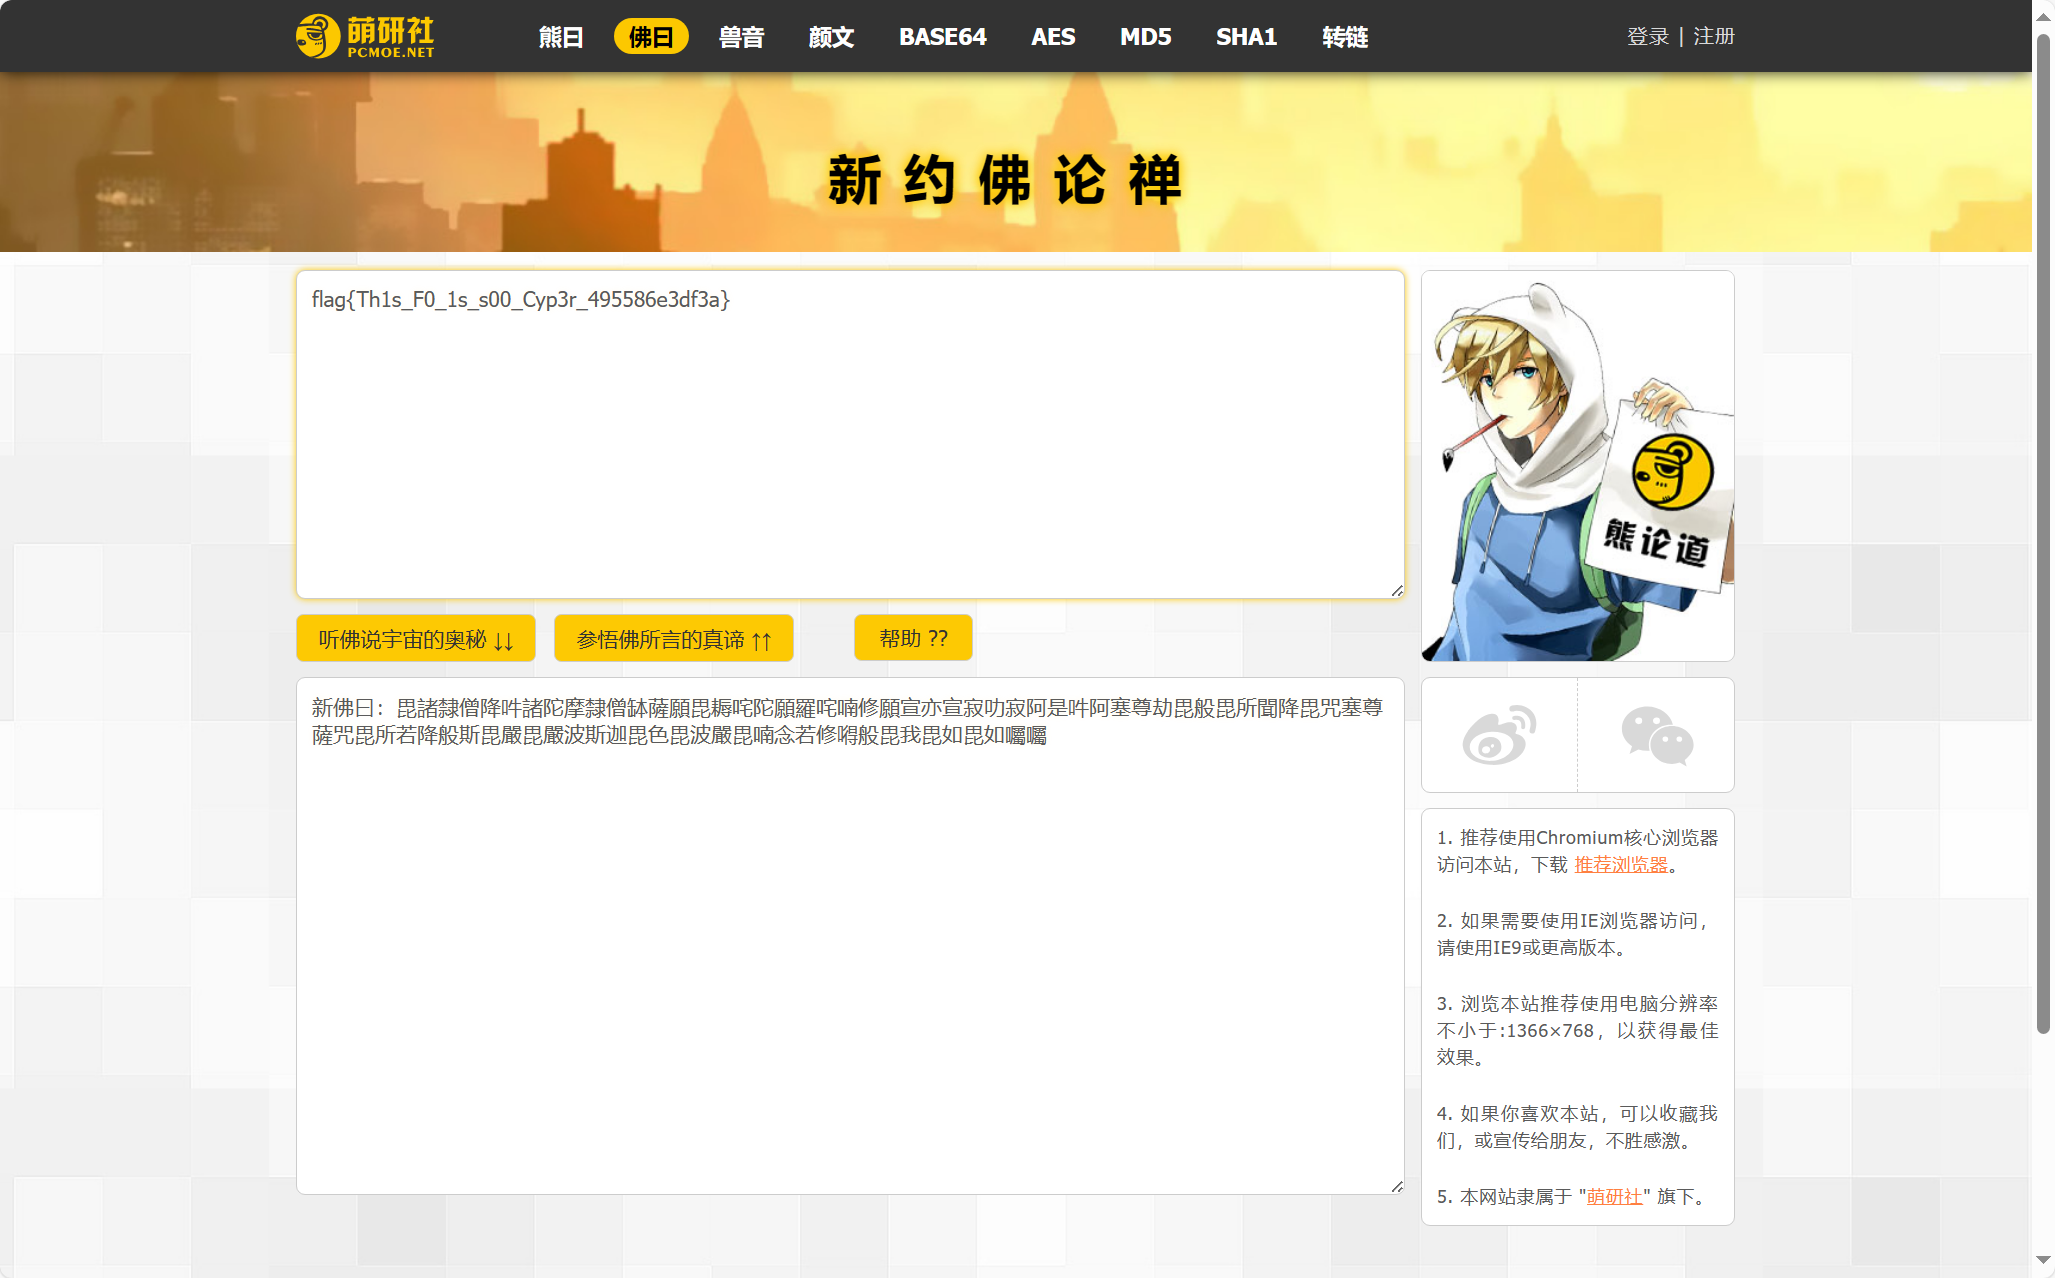 萌研社
PCMOE.NET
熊曰 佛曰 兽音 颜文 BASE64 AES MD5 SHA1 转链
登录 | 注册
新约佛论禅
flag{Th1s_F0_1s_s00_Cyp3r_495586e3df3a}
听佛说宇宙的奥秘 ↓↓
参悟佛所言的真谛 ↑↑
帮助 ??
熊论道
新佛曰：毘諸隸僧降吽諸陀摩隸僧缽薩願毘耨咤陀願羅咤喃修願宣亦宣寂叻寂阿是吽阿塞尊劫毘般毘所聞降毘咒塞尊
薩咒毘所若降般斯毘嚴毘嚴波斯迦毘色毘波嚴毘喃念若修嘚般毘我毘如毘如囑囑
1. 推荐使用Chromium核心浏览器
访问本站，下载 推荐浏览器。
2. 如果需要使用IE浏览器访问，
请使用IE9或更高版本。
3. 浏览本站推荐使用电脑分辨率
不小于:1366×768，以获得最佳
效果。
4. 如果你喜欢本站，可以收藏我
们，或宣传给朋友，不胜感激。
5. 本网站隶属于 "萌研社" 旗下。